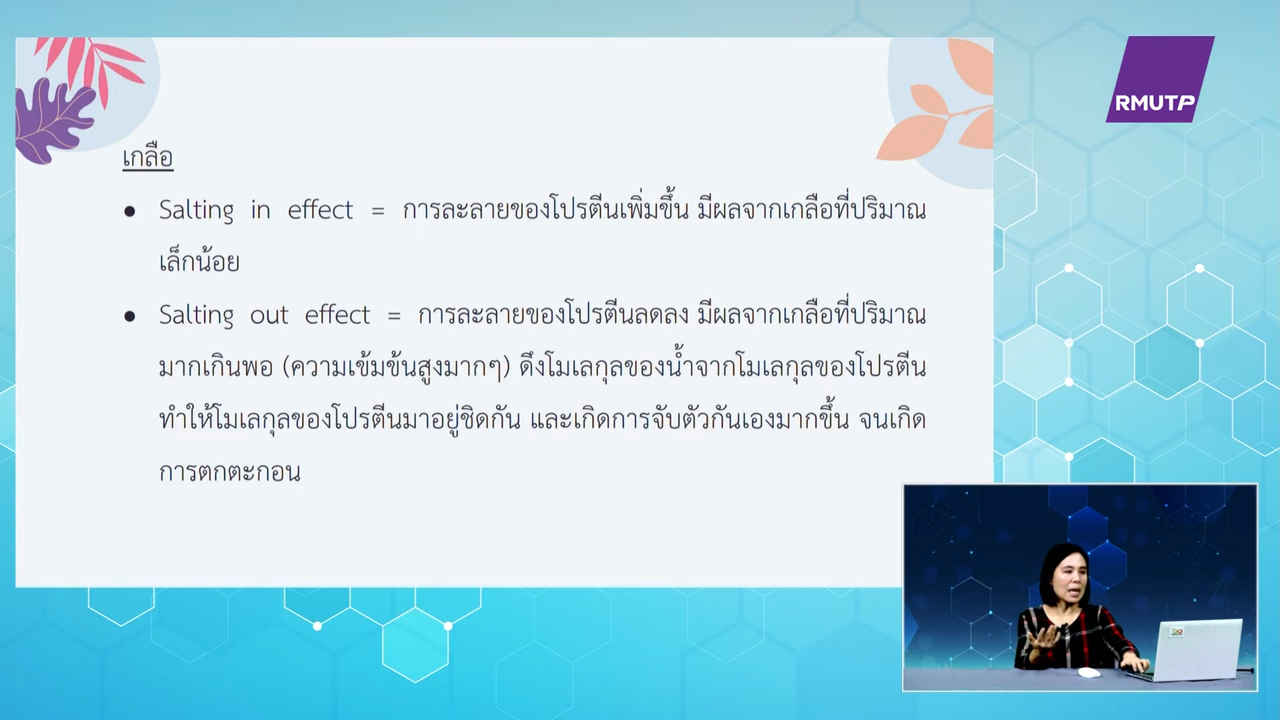 RMUTP
เกลือ
● Salting in effect = การละลายของโปรตีนเพิ่มขึ้น มีผลจากเกลือที่ปริมาณ
เล็กน้อย
● Salting out effect = การละลายของโปรตีนลดลง มีผลจากเกลือที่ปริมาณ
มากเกินพอ (ความเข้มข้นสูงมากๆ) ดึงโมเลกุลของน้ำจากโมเลกุลของโปรตีน
ทำให้โมเลกุลของโปรตีนมาอยู่ชิดกัน และเกิดการจับตัวกันเองมากขึ้น จนเกิด
การตกตะกอน